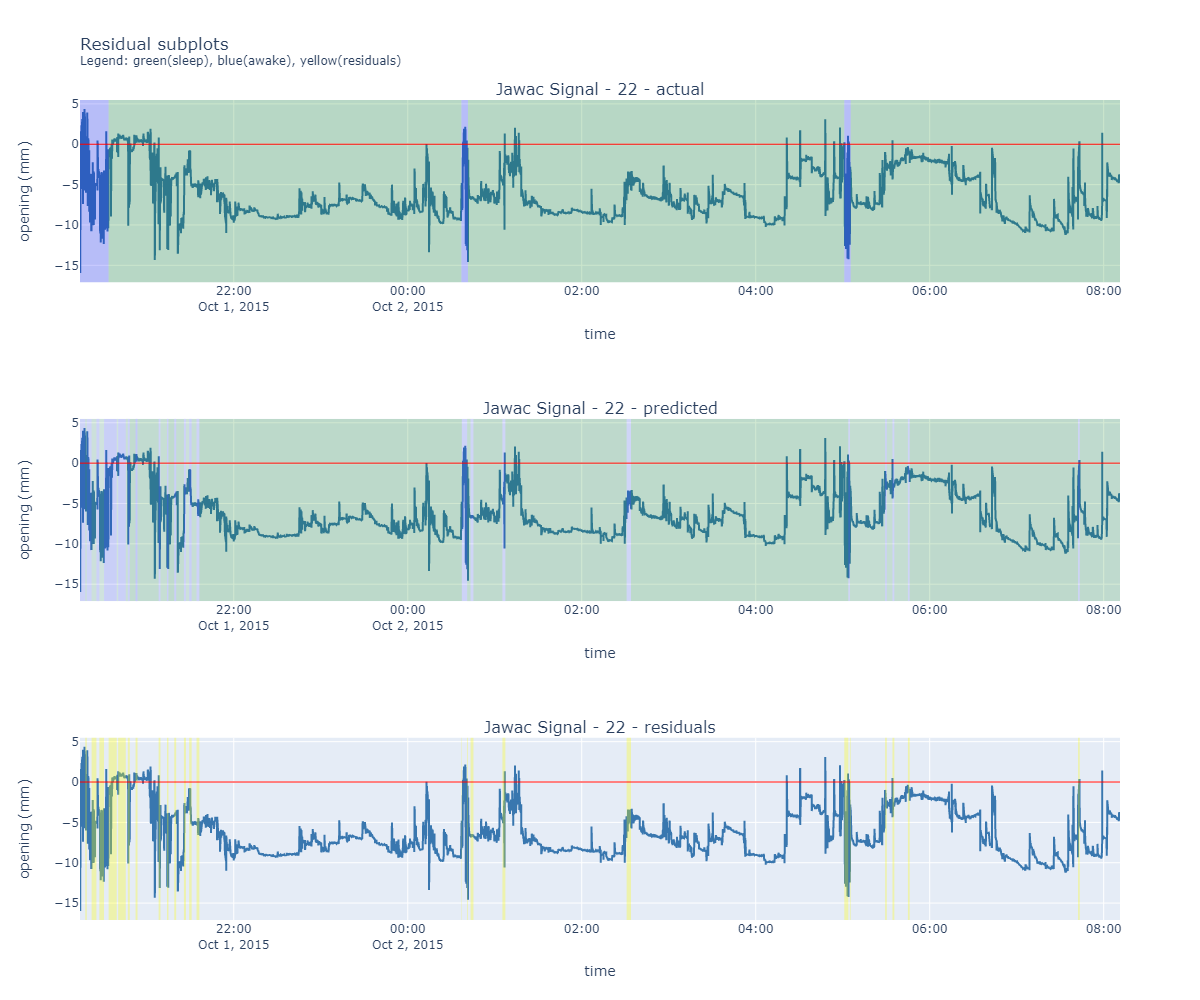 Residual subplots
Legend: green(sleep), blue(awake), yellow(residuals)
Jawac Signal - 22 - actual
5
0
−5
−10
−15
opening (mm)
22:00 00:00 02:00 04:00 06:00 08:00
Oct 1, 2015 Oct 2, 2015
time
Jawac Signal - 22 - predicted
5
0
−5
−10
−15
opening (mm)
22:00 00:00 02:00 04:00 06:00 08:00
Oct 1, 2015 Oct 2, 2015
time
Jawac Signal - 22 - residuals
5
0
−5
−10
−15
opening (mm)
22:00 00:00 02:00 04:00 06:00 08:00
Oct 1, 2015 Oct 2, 2015
time